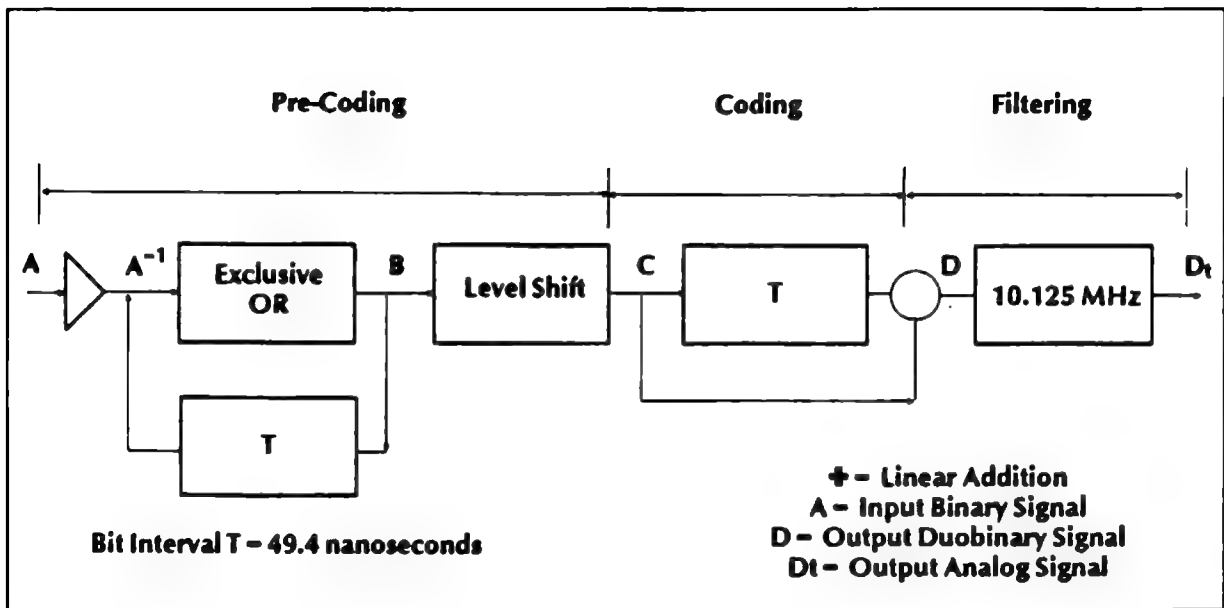 Pre-Coding
Coding
Filtering
A
A⁻¹
Exclusive
OR
B
Level Shift
C
T
D
10.125 MHz
Dt
T
Bit Interval T = 49.4 nanoseconds
+ = Linear Addition
A = Input Binary Signal
D = Output Duobinary Signal
Dt = Output Analog Signal